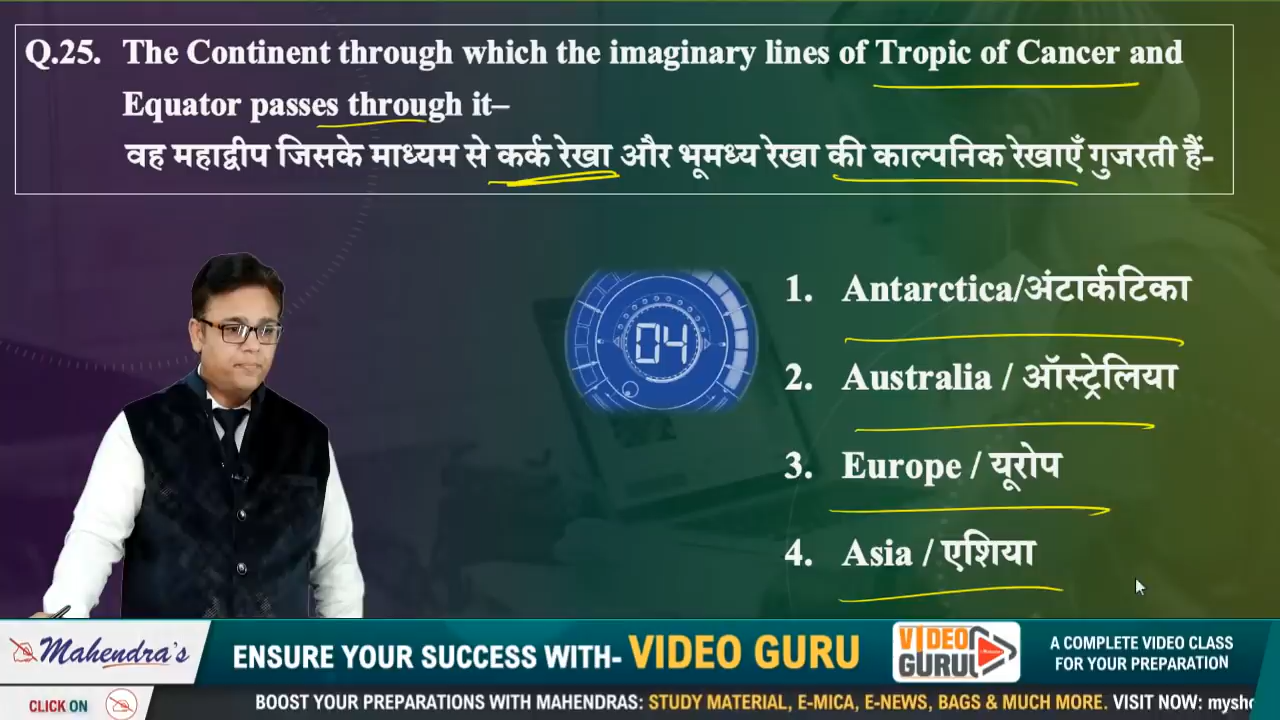 Q.25. The Continent through which the imaginary lines of Tropic of Cancer and
Equator passes through it–
वह महाद्वीप जिसके माध्यम से कर्क रेखा और भूमध्य रेखा की काल्पनिक रेखाएँ गुजरती हैं-
04
1. Antarctica/अंटार्कटिका
2. Australia / ऑस्ट्रेलिया
3. Europe / यूरोप
4. Asia / एशिया
Mahendra's
ENSURE YOUR SUCCESS WITH- VIDEO GURU
VIDEO
GURU
A COMPLETE VIDEO CLASS
FOR YOUR PREPARATION
CLICK ON
BOOST YOUR PREPARATIONS WITH MAHENDRAS: STUDY MATERIAL, E-MICA, E-NEWS, BAGS & MUCH MORE. VISIT NOW: